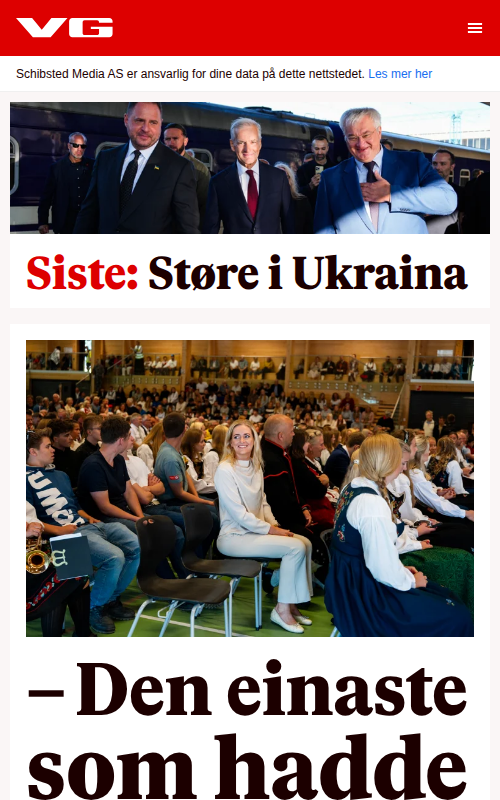 VG
Schibsted Media AS er ansvarlig for dine data på dette nettstedet. Les mer her
Siste: Støre i Ukraina
– Den einaste
som hadde